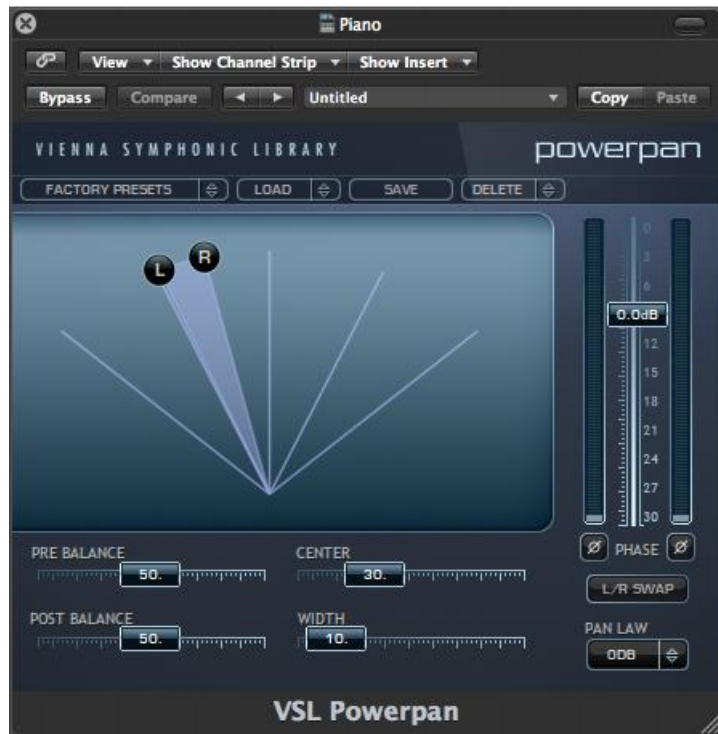 Piano
View Show Channel Strip Show Insert
Bypass Compare Untitled Copy Paste
VIENNA SYMPHONIC LIBRARY powerpan
FACTORY PRESETS LOAD SAVE DELETE
L R
0
3
6
0.0dB
12
15
18
21
24
27
30
Ø PHASE Ø
PRE BALANCE CENTER
50. 30.
L/R SWAP
POST BALANCE WIDTH
50. 10.
PAN LAW
0DB
VSL Powerpan